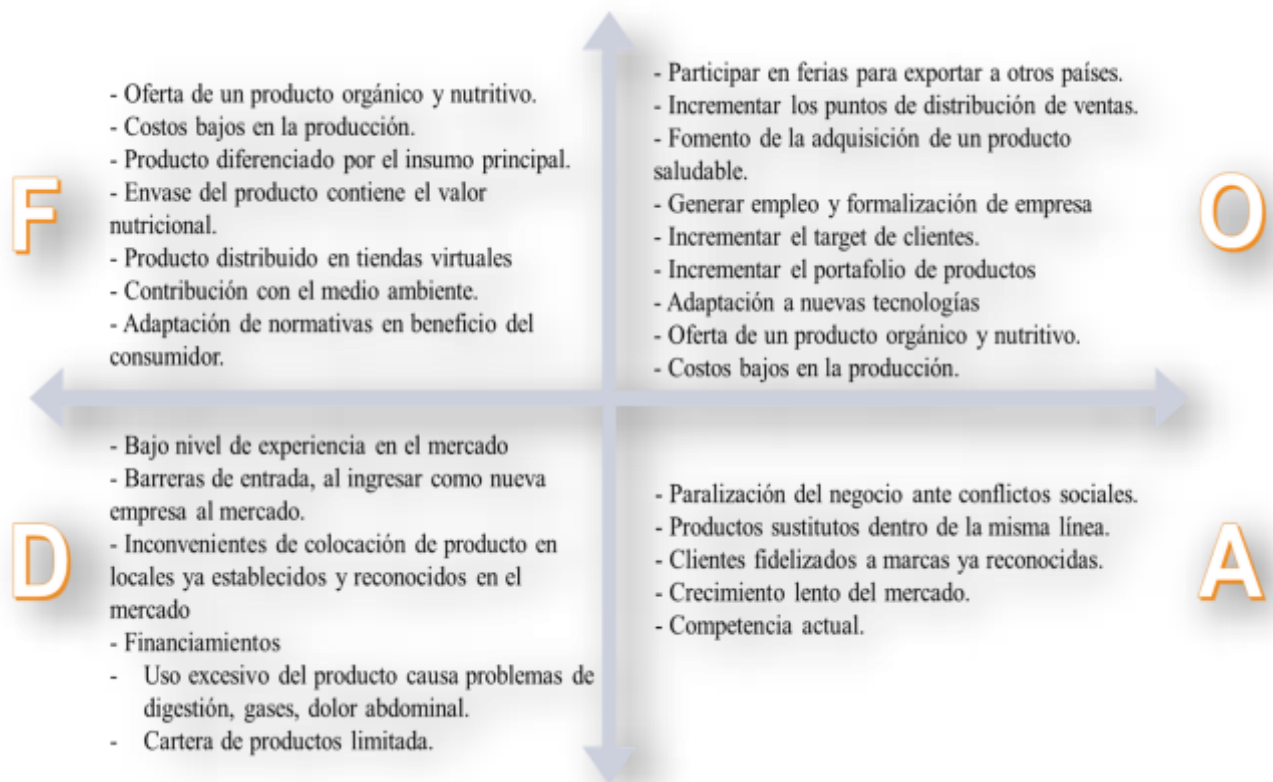 F
- Oferta de un producto orgánico y nutritivo.
- Costos bajos en la producción.
- Producto diferenciado por el insumo principal.
- Envase del producto contiene el valor
nutricional.
- Producto distribuido en tiendas virtuales
- Contribución con el medio ambiente.
- Adaptación de normativas en beneficio del
consumidor.
O
- Participar en ferias para exportar a otros países.
- Incrementar los puntos de distribución de ventas.
- Fomento de la adquisición de un producto
saludable.
- Generar empleo y formalización de empresa
- Incrementar el target de clientes.
- Incrementar el portafolio de productos
- Adaptación a nuevas tecnologías
- Oferta de un producto orgánico y nutritivo.
- Costos bajos en la producción.
D
- Bajo nivel de experiencia en el mercado
- Barreras de entrada, al ingresar como nueva
empresa al mercado.
- Inconvenientes de colocación de producto en
locales ya establecidos y reconocidos en el
mercado
- Financiamientos
- Uso excesivo del producto causa problemas de
digestión, gases, dolor abdominal.
- Cartera de productos limitada.
A
- Paralización del negocio ante conflictos sociales.
- Productos sustitutos dentro de la misma línea.
- Clientes fidelizados a marcas ya reconocidas.
- Crecimiento lento del mercado.
- Competencia actual.